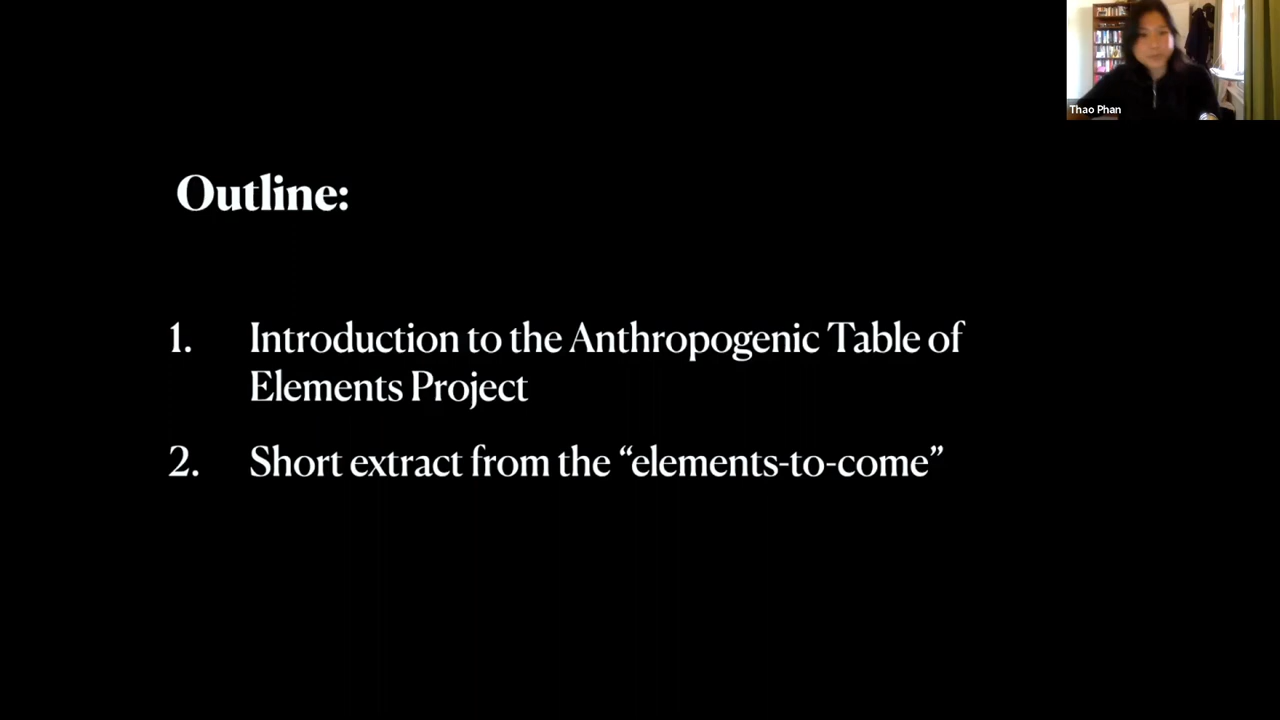 Thao Phan
Outline:
1. Introduction to the Anthropogenic Table of
Elements Project
2. Short extract from the “elements-to-come”